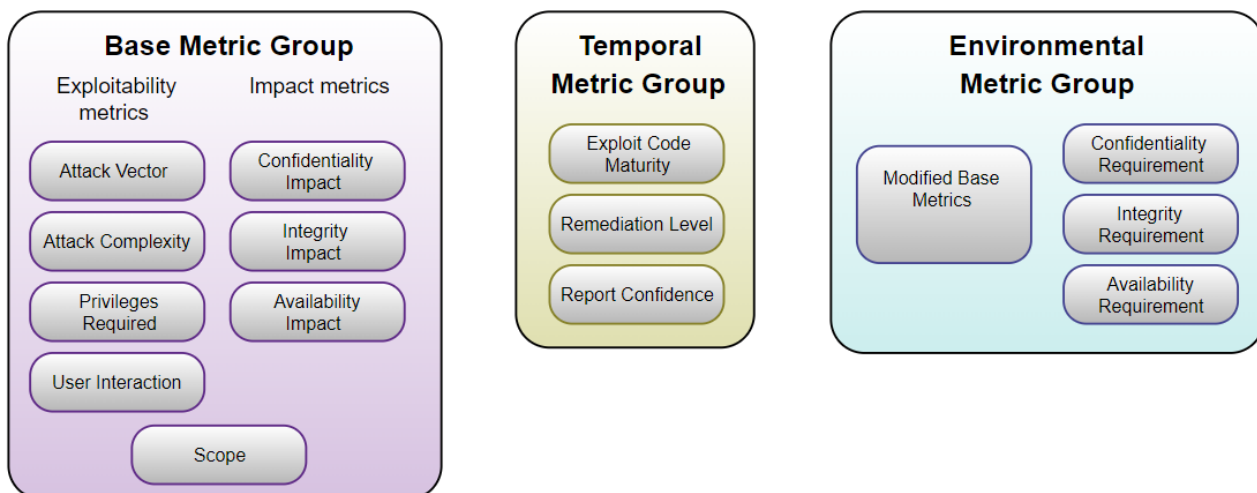 Base Metric Group
Exploitability
metrics
Impact metrics
Attack Vector
Attack Complexity
Privileges
Required
User Interaction
Confidentiality
Impact
Integrity
Impact
Availability
Impact
Scope
Temporal
Metric Group
Exploit Code
Maturity
Remediation Level
Report Confidence
Environmental
Metric Group
Modified Base
Metrics
Confidentiality
Requirement
Integrity
Requirement
Availability
Requirement